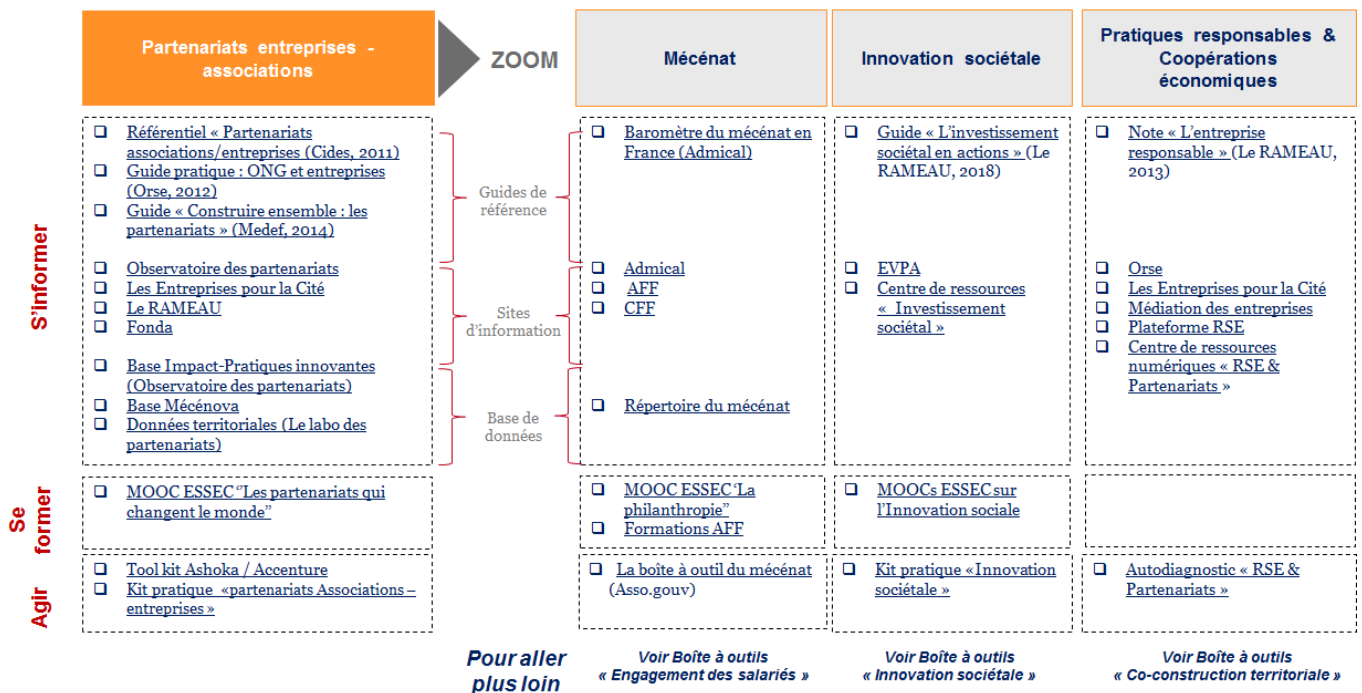 Partenariats entreprises -
associations
ZOOM
Mécénat
Innovation sociétale
Pratiques responsables &
Coopérations
économiques
S'informer
❑ Référentiel « Partenariats
associations/entreprises (Cides, 2011)
❑ Guide pratique : ONG et entreprises
(Orse, 2012)
❑ Guide « Construire ensemble : les
partenariats » (Medef, 2014)
❑ Observatoire des partenariats
❑ Les Entreprises pour la Cité
❑ Le RAMEAU
❑ Fonda
❑ Base Impact-Pratiques innovantes
(Observatoire des partenariats)
❑ Base Mécénova
❑ Données territoriales (Le labo des
partenariats)
Guides de
référence
Sites
d'information
Base de
données
❑ Baromètre du mécénat en
France (Admical)
❑ Admical
❑ AFF
❑ CFF
❑ Répertoire du mécénat
❑ Guide « L'investissement
sociétal en actions » (Le
RAMEAU, 2018)
❑ EVPA
❑ Centre de ressources
« Investissement
sociétal »
❑ Note « L'entreprise
responsable » (Le RAMEAU,
2013)
❑ Orse
❑ Les Entreprises pour la Cité
❑ Médiation des entreprises
❑ Plateforme RSE
❑ Centre de ressources
numériques « RSE &
Partenariats »
Se
former
❑ MOOC ESSEC "Les partenariats qui
changent le monde"
❑ MOOC ESSEC "La
philanthropie"
❑ Formations AFF
❑ MOOCs ESSEC sur
l'Innovation sociale
Agir
❑ Tool kit Ashoka / Accenture
❑ Kit pratique «partenariats Associations –
entreprises »
❑ La boîte à outil du mécénat
(Asso.gouv)
❑ Kit pratique «Innovation
sociétale »
❑ Autodiagnostic « RSE &
Partenariats »
Pour aller
plus loin
Voir Boîte à outils
« Engagement des salariés »
Voir Boîte à outils
« Innovation sociétale »
Voir Boîte à outils
« Co-construction territoriale »